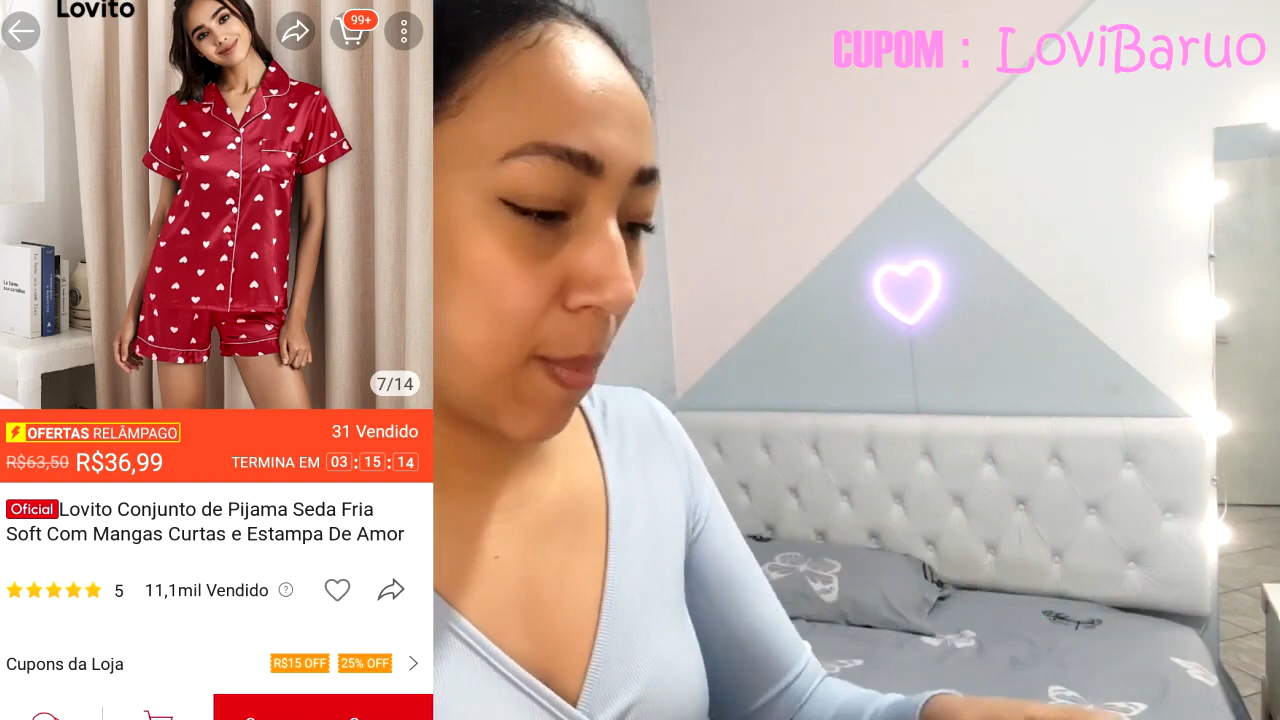 Lovito
99+
CUPOM : LoviBaruo
7/14
OFERTAS RELÂMPAGO
31 Vendido
R$63,50 R$36,99
TERMINA EM 03:15:14
Oficial Lovito Conjunto de Pijama Seda Fria
Soft Com Mangas Curtas e Estampa De Amor
5 11,1mil Vendido ?
Cupons da Loja
R$15 OFF 25% OFF